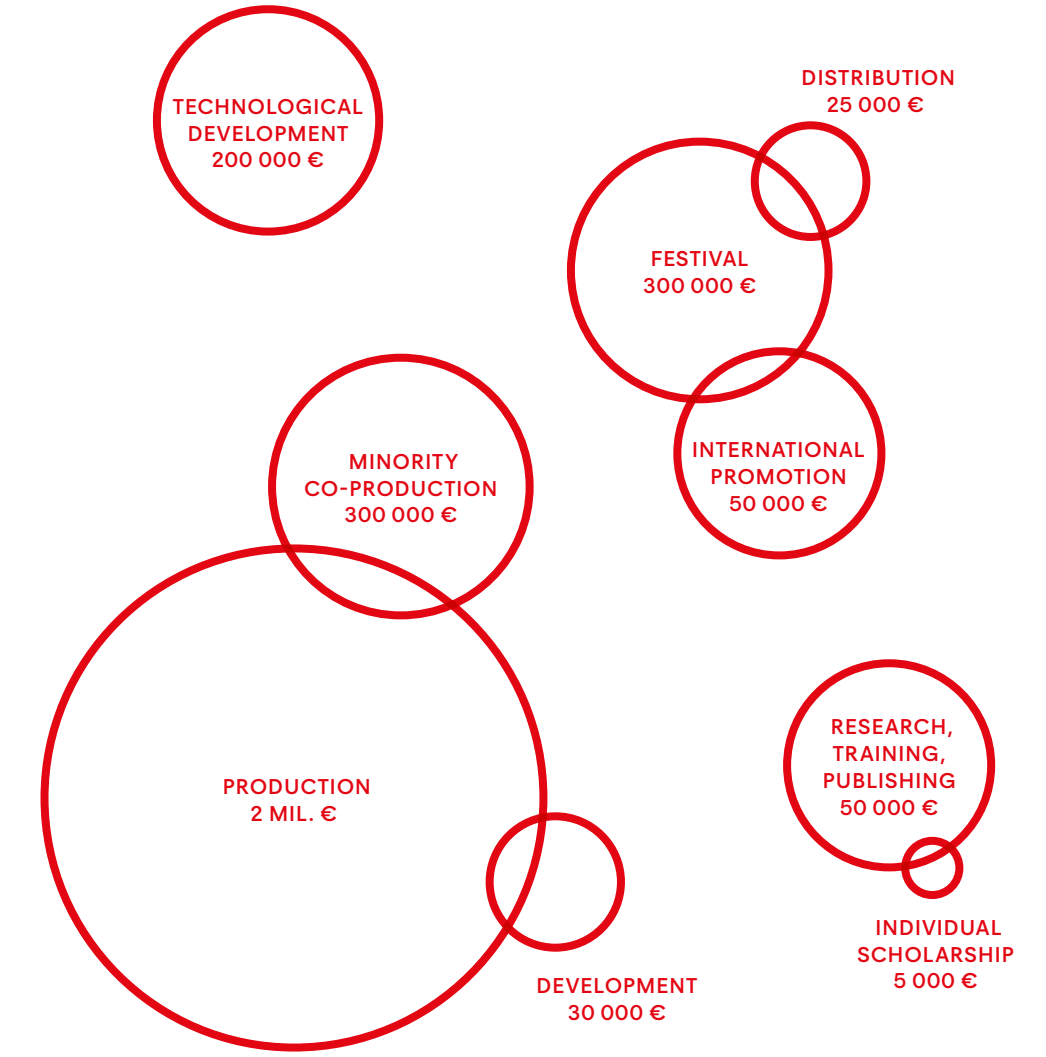 TECHNOLOGICAL
DEVELOPMENT
200 000 €
DISTRIBUTION
25 000 €
FESTIVAL
300 000 €
INTERNATIONAL
PROMOTION
50 000 €
MINORITY
CO-PRODUCTION
300 000 €
PRODUCTION
2 MIL. €
DEVELOPMENT
30 000 €
RESEARCH,
TRAINING,
PUBLISHING
50 000 €
INDIVIDUAL
SCHOLARSHIP
5 000 €